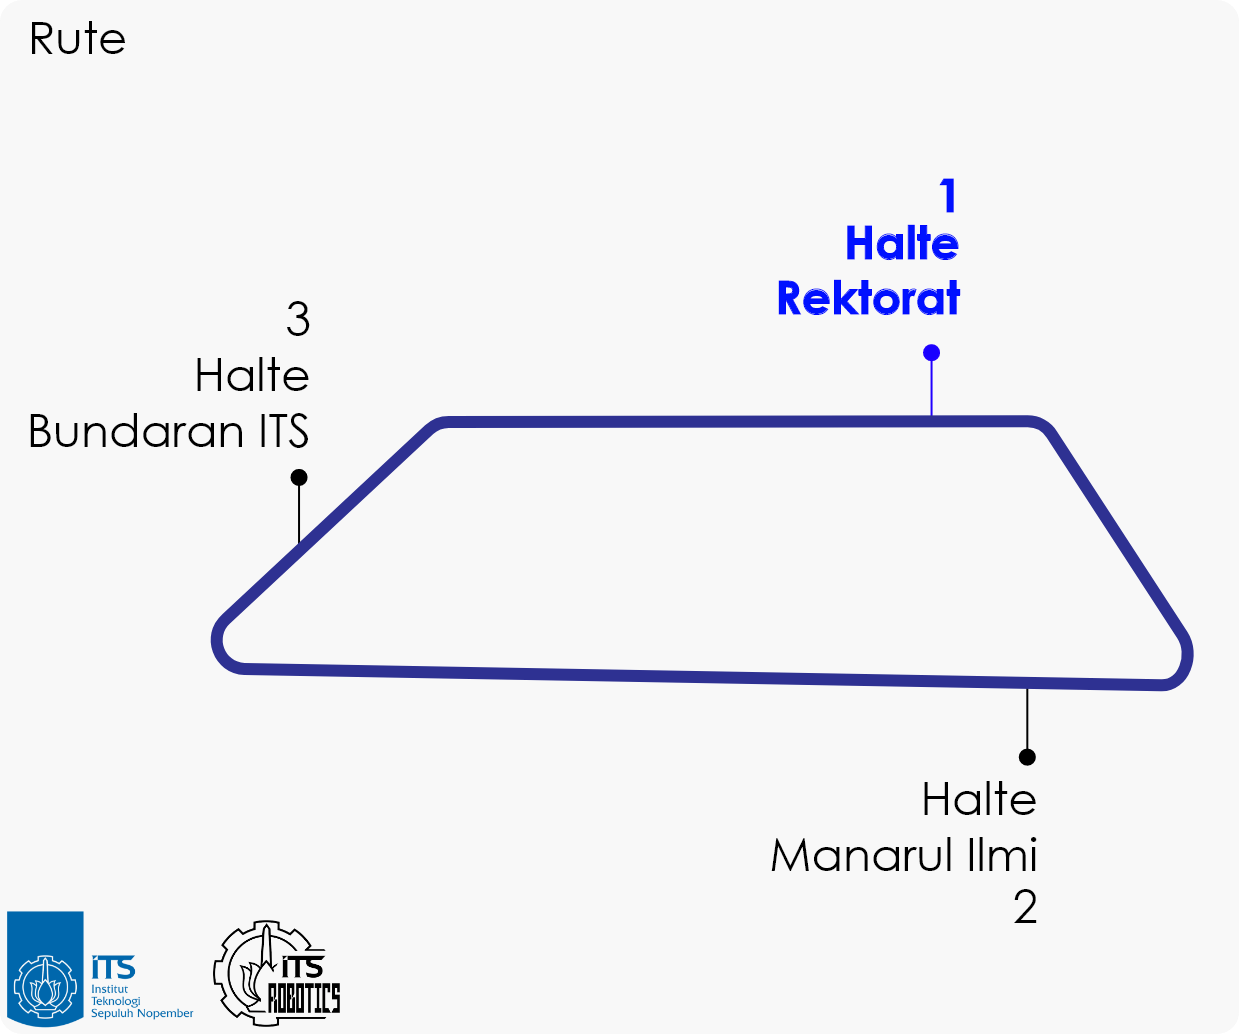 Rute
1
Halte
Rektorat
3
Halte
Bundaran ITS
Halte
Manarul Ilmi
2
iTS
Institut
Teknologi
Sepuluh Nopember
iTS
ROBOTICS